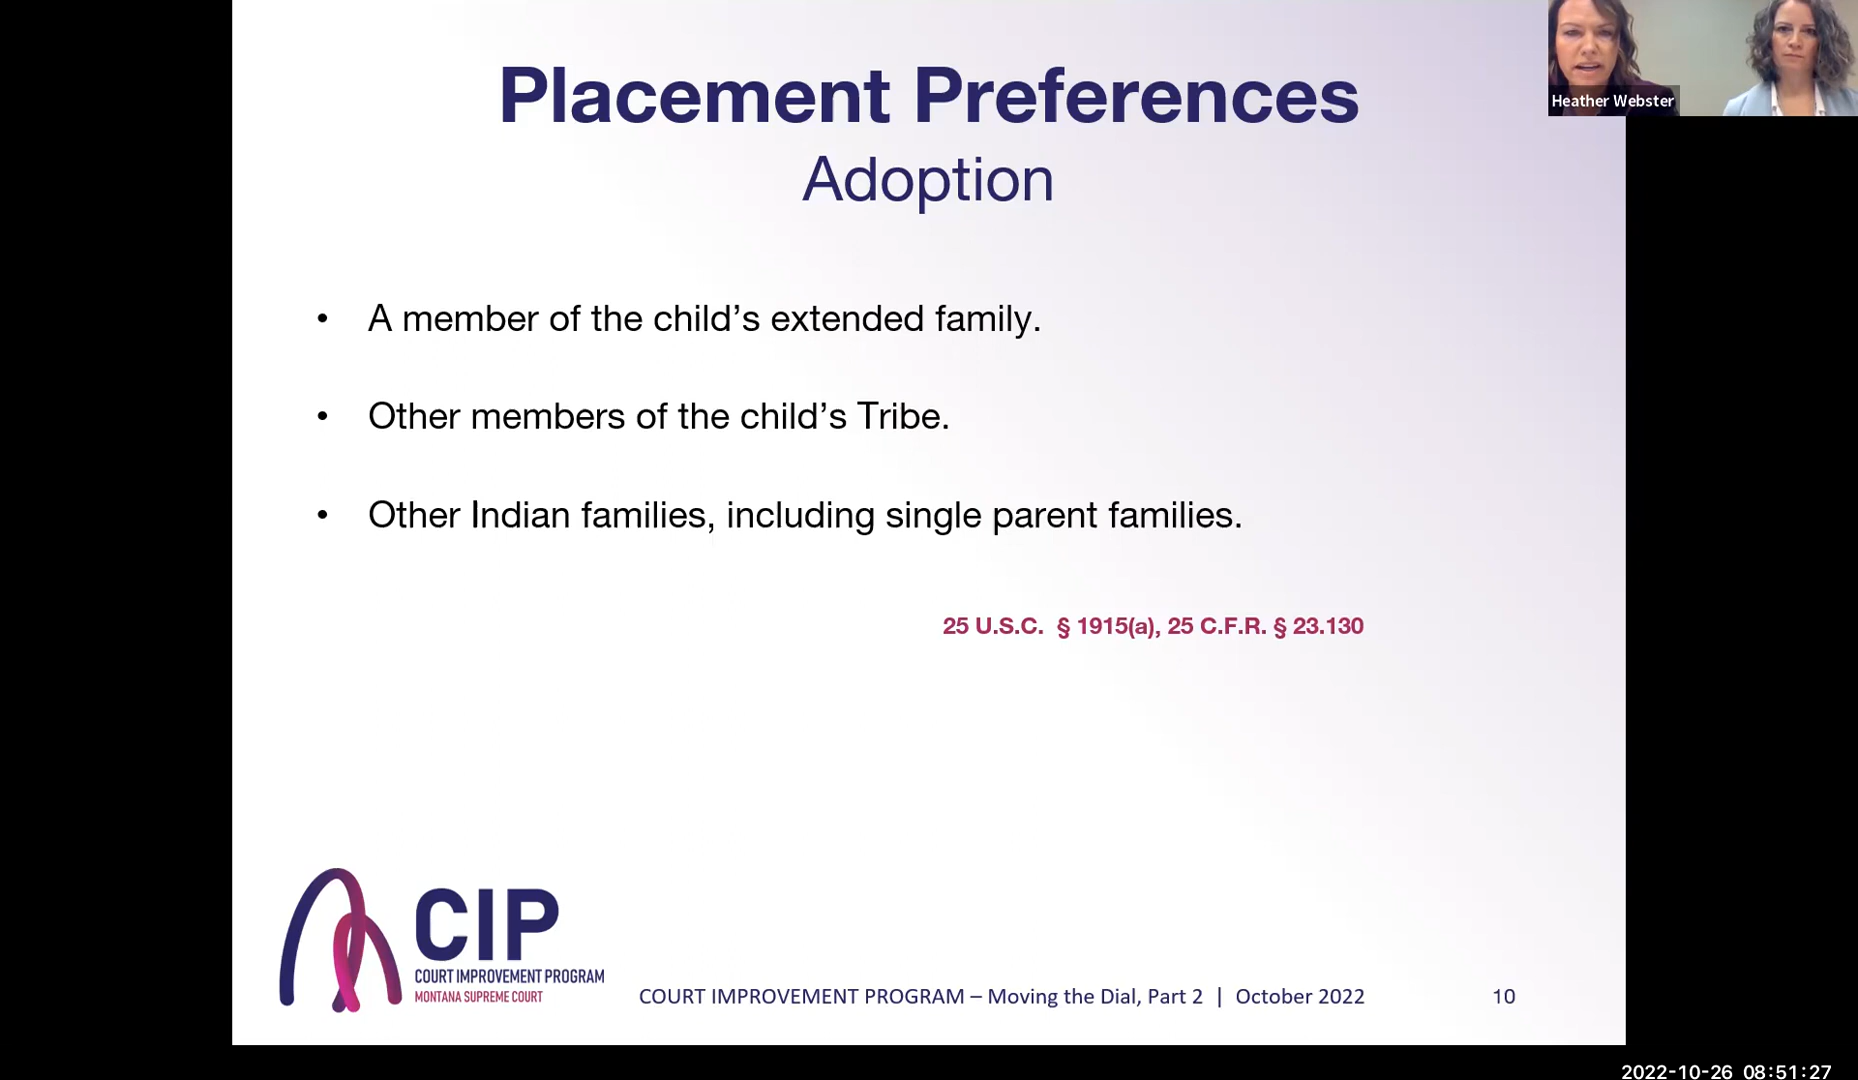 Placement Preferences
Adoption
Heather Webster
• A member of the child’s extended family.
• Other members of the child’s Tribe.
• Other Indian families, including single parent families.
25 U.S.C. § 1915(a), 25 C.F.R. § 23.130
CIP
COURT IMPROVEMENT PROGRAM
MONTANA SUPREME COURT
COURT IMPROVEMENT PROGRAM – Moving the Dial, Part 2 | October 2022
10
2022-10-26 08:51:27